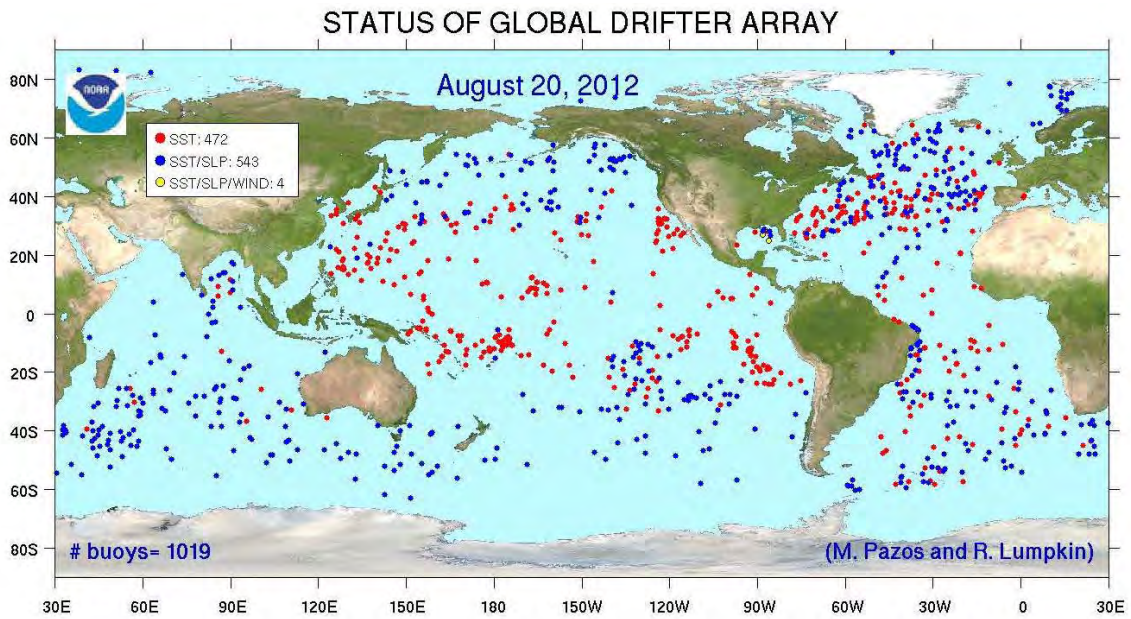 STATUS OF GLOBAL DRIFTER ARRAY
80N
60N
40N
20N
0
20S
40S
60S
80S
NOAA
August 20, 2012
SST: 472
SST/SLP: 543
SST/SLP/WIND: 4
# buoys= 1019
(M. Pazos and R. Lumpkin)
30E 60E 90E 120E 150E 180 150W 120W 90W 60W 30W 0 30E